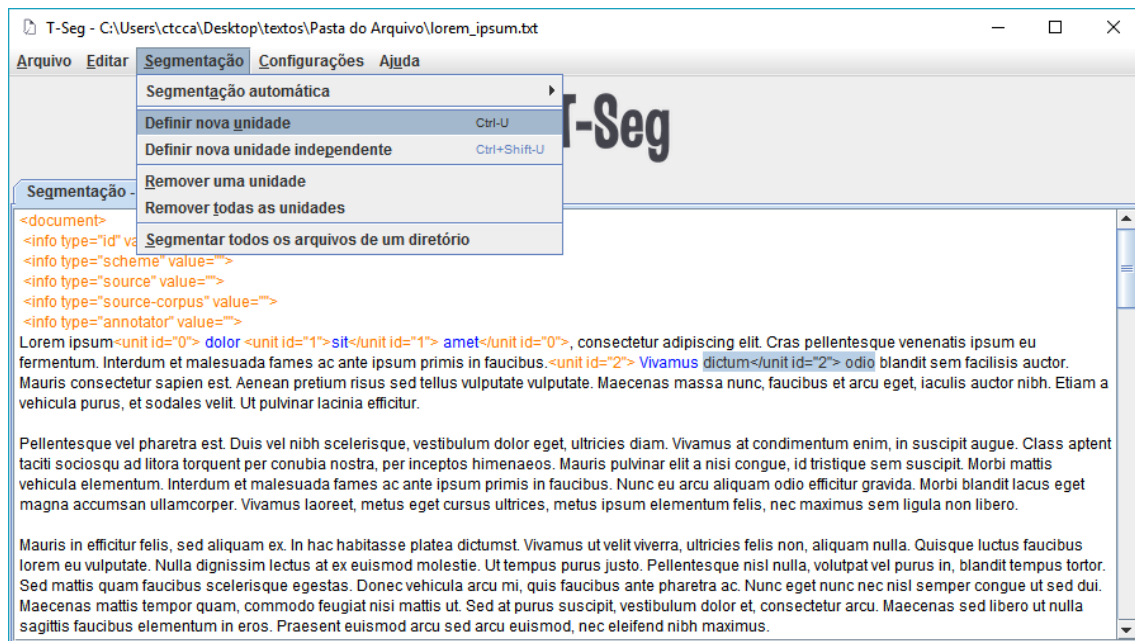 T-Seg - C:\Users\ctcca\Desktop\textos\Pasta do Arquivo\lorem_ipsum.txt
Arquivo Editar Segmentação Configurações Ajuda
Segmentação automática
Definir nova unidade Ctrl-U
Definir nova unidade independente Ctrl+Shift-U
Remover uma unidade
Remover todas as unidades
Segmentar todos os arquivos de um diretório
T-Seg
Segmentação -
<document>
<info type="id" va
<info type="scheme" value="">
<info type="source" value="">
<info type="source-corpus" value="">
<info type="annotator" value="">
Lorem ipsum<unit id="0"> dolor <unit id="1">sit</unit id="1"> amet</unit id="0">, consectetur adipiscing elit. Cras pellentesque venenatis ipsum eu
fermentum. Interdum et malesuada fames ac ante ipsum primis in faucibus.<unit id="2"> Vivamus dictum</unit id="2"> odio blandit sem facilisis auctor.
Mauris consectetur sapien est. Aenean pretium risus sed tellus vulputate vulputate. Maecenas massa nunc, faucibus et arcu eget, iaculis auctor nibh. Etiam a
vehicula purus, et sodales velit. Ut pulvinar lacinia efficitur.
Pellentesque vel pharetra est. Duis vel nibh scelerisque, vestibulum dolor eget, ultricies diam. Vivamus at condimentum enim, in suscipit augue. Class aptent
taciti sociosqu ad litora torquent per conubia nostra, per inceptos himenaeos. Mauris pulvinar elit a nisi congue, id tristique sem suscipit. Morbi mattis
vehicula elementum. Interdum et malesuada fames ac ante ipsum primis in faucibus. Nunc eu arcu aliquam odio efficitur gravida. Morbi blandit lacus eget
magna accumsan ullamcorper. Vivamus laoreet, metus eget cursus ultrices, metus ipsum elementum felis, nec maximus sem ligula non libero.
Mauris in efficitur felis, sed aliquam ex. In hac habitasse platea dictumst. Vivamus ut velit viverra, ultricies felis non, aliquam nulla. Quisque luctus faucibus
lorem eu vulputate. Nulla dignissim lectus at ex euismod molestie. Ut tempus purus justo. Pellentesque nisl nulla, volutpat vel purus in, blandit tempus tortor.
Sed mattis quam faucibus scelerisque egestas. Donec vehicula arcu mi, quis faucibus ante pharetra ac. Nunc eget nunc nec nisl semper congue ut sed dui.
Maecenas mattis tempor quam, commodo feugiat nisi mattis ut. Sed at purus suscipit, vestibulum dolor et, consectetur arcu. Maecenas sed libero ut nulla
sagittis faucibus elementum in eros. Praesent euismod arcu sed arcu euismod, nec eleifend nibh maximus.